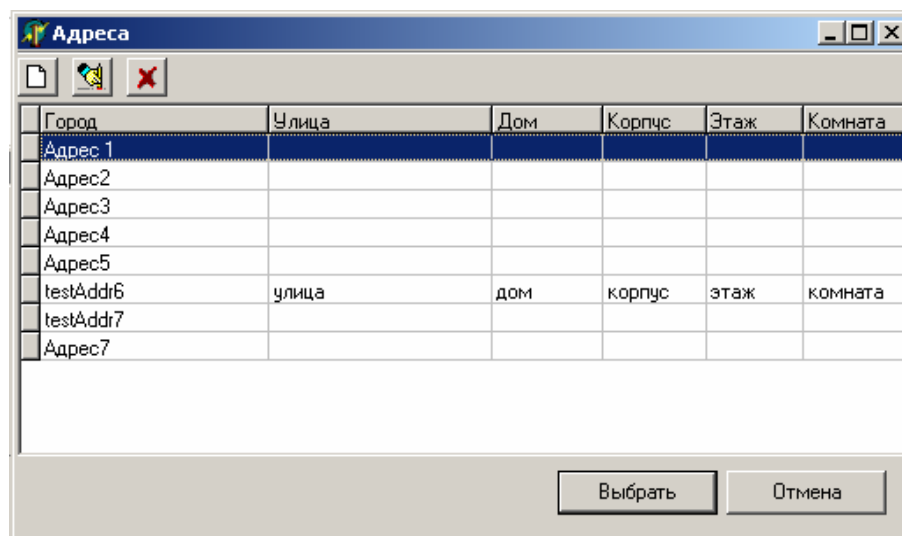 Адреса
Город Улица Дом Корпус Этаж Комната
Адрес 1
Адрес2
Адрес3
Адрес4
Адрес5
testAddr6 улица дом корпус этаж комната
testAddr7
Адрес7
Выбрать Отмена